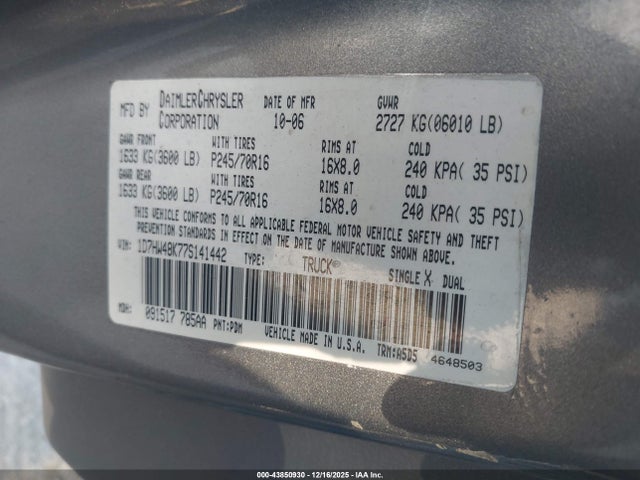 MFD BY DAIMLERCHRYSLER CORPORATION DATE OF MFR 10-06 GVWR 2727 KG(06010 LB)
GAWR FRONT WITH TIRES RIMS AT COLD
1633 KG(3600 LB) P245/70R16 16X8.0 240 KPA( 35 PSI)
GAWR REAR WITH TIRES RIMS AT COLD
1633 KG(3600 LB) P245/70R16 16X8.0 240 KPA( 35 PSI)
THIS VEHICLE CONFORMS TO ALL APPLICABLE FEDERAL MOTOR VEHICLE SAFETY AND THEFT
PREVENTION STANDARDS IN EFFECT ON THE DATE OF MANUFACTURE SHOWN ABOVE.
VIN: 1D7HW48K77S141442 TYPE: TRUCK SINGLE X DUAL
MDH: 091517 785AA PNT:PDM VEHICLE MADE IN U.S.A. TRM:A5D5 4648503
000-43850930 - 12/16/2025 - IAA Inc.